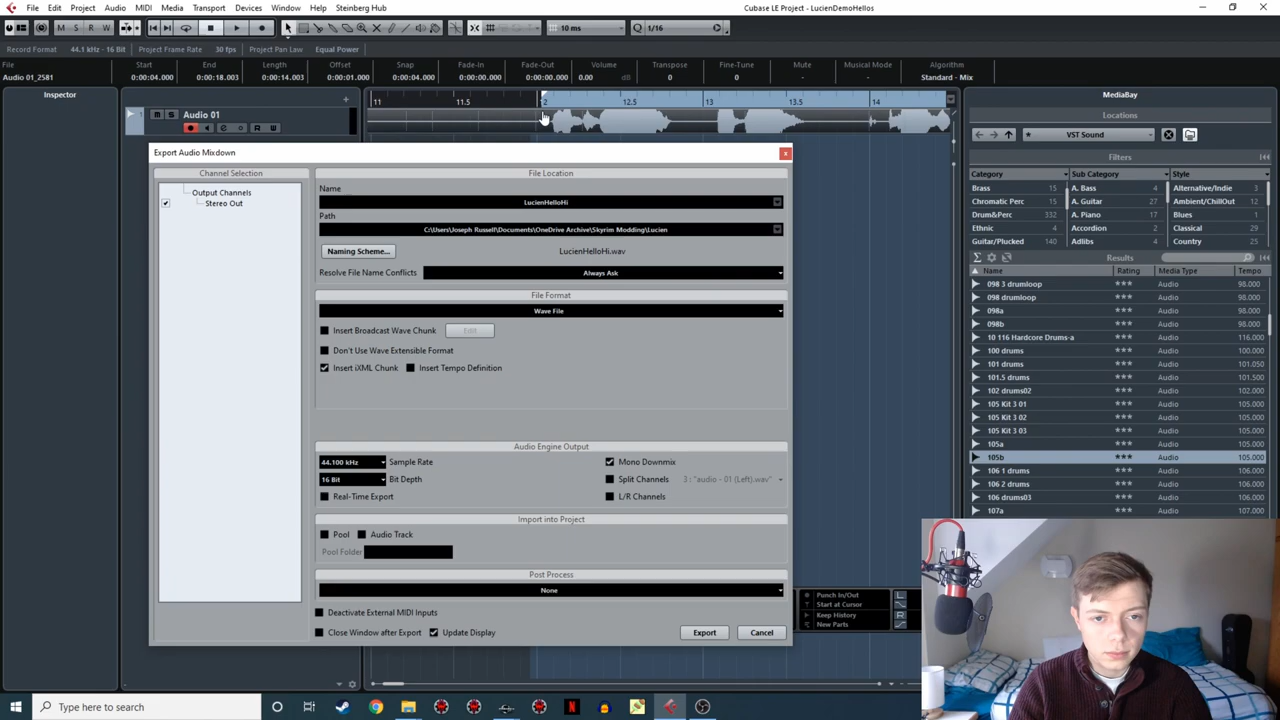 Cubase LE Project - LucienDemoHellos
File Edit Project Audio MIDI Media Transport Devices Window Help Steinberg Hub
M S R W 10 ms Q 1/16
Record Format 44.1 kHz - 16 Bit Project Frame Rate 30 fps Project Pan Law Equal Power
File Start End Length Offset Snap Fade-In Fade-Out Volume Transpose Fine-Tune Mute Musical Mode Algorithm
Audio 01_2581 0:00:04.000 0:00:18.003 0:00:14.003 0:00:01.000 0:00:04.000 0:00:00.000 0:00:00.000 0.00 dB 0 0 - - Standard - Mix
Inspector
1 M S Audio 01
R W
11 11.5 12 12.5 13 13.5 14
Export Audio Mixdown
Channel Selection
Output Channels
Stereo Out
File Location
Name
LucienHelloHi
Path
C:\Users\Joseph Russell\Documents\OneDrive Archive\Skyrim Modding\Lucien
Naming Scheme... LucienHelloHi.wav
Resolve File Name Conflicts Always Ask
File Format
Wave File
Insert Broadcast Wave Chunk Edit
Don't Use Wave Extensible Format
Insert iXML Chunk Insert Tempo Definition
Audio Engine Output
44.100 kHz Sample Rate Mono Downmix
16 Bit Bit Depth Split Channels 3 : "audio - 01 (Left).wav"
Real-Time Export L/R Channels
Import into Project
Pool Audio Track
Pool Folder
Post Process
None
Deactivate External MIDI Inputs
Close Window after Export Update Display Export Cancel
Punch In/Out L
Start at Cursor
Keep History R
New Parts
MediaBay
Locations
VST Sound
Filters
Category Sub Category Style
Brass 15 A. Bass 4 Alternative/Indie 3
Chromatic Perc 15 A. Guitar 27 Ambient/ChillOut 12
Drum&Perc 332 A. Piano 17 Blues 1
Ethnic 4 Accordion 2 Classical 29
Guitar/Plucked 140 Adlibs 4 Country 25
Results
Name Rating Media Type Tempo
098 3 drumloop *** Audio 98.000
098 drumloop *** Audio 98.000
098a *** Audio 98.000
098b *** Audio 98.000
10 116 Hardcore Drums-a *** Audio 116.000
100 drums *** Audio 100.000
101 drums *** Audio 101.050
101.5 drums *** Audio 101.500
102 drums02 *** Audio 102.000
105 Kit 3 01 *** Audio 105.000
105 Kit 3 02 *** Audio 105.000
105 Kit 3 03 *** Audio 105.000
105a *** Audio 105.000
105b *** Audio 105.000
106 1 drums *** Audio 106.000
106 2 drums *** Audio 106.000
106 drums03 *** Audio 106.000
107a *** Audio 107.000
Type here to search